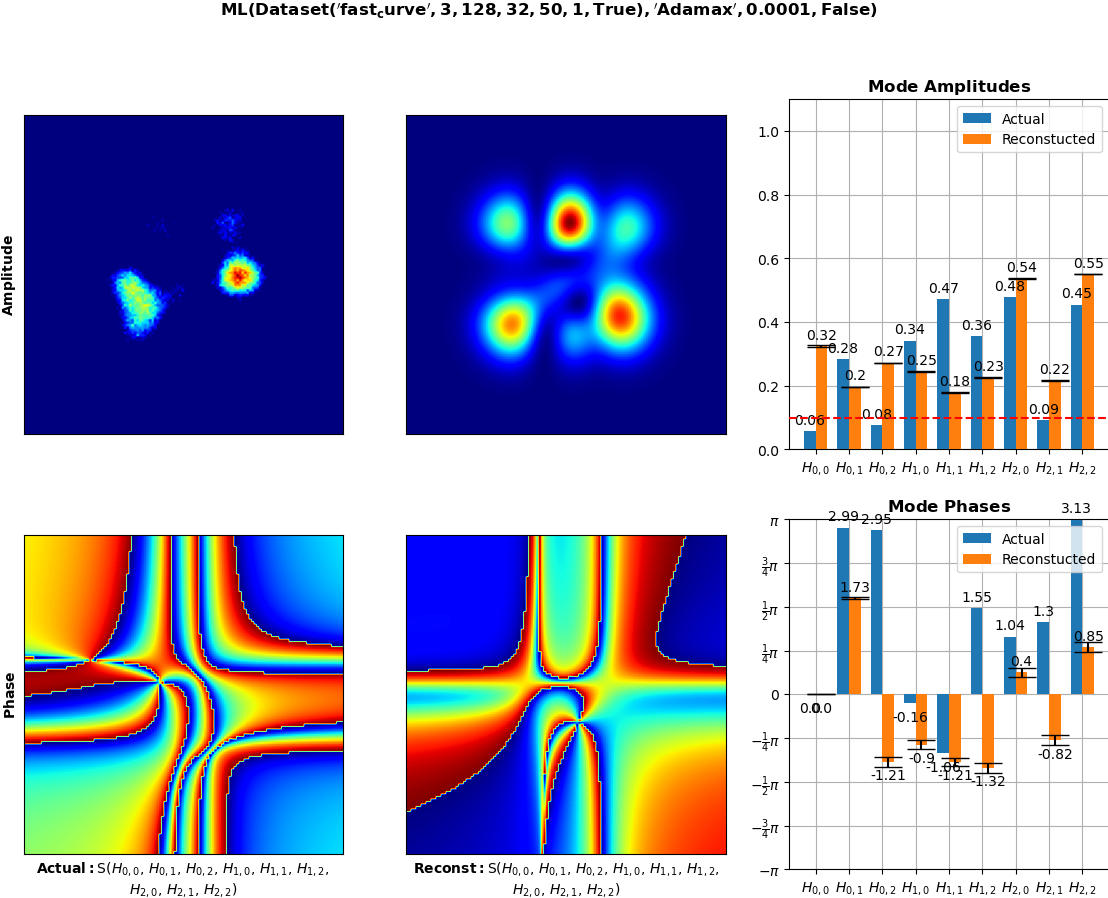 ML(Dataset(′fast_curve′, 3, 128, 32, 50, 1, True), ′Adamax′, 0.0001, False)
Amplitude
Mode Amplitudes
Actual
Reconstucted
1.0
0.8
0.6
0.4
0.2
0.0
0.06
0.32
0.28
0.2
0.08
0.27
0.34
0.25
0.47
0.18
0.36
0.23
0.48
0.54
0.09
0.22
0.45
0.55
H0,0 H0,1 H0,2 H1,0 H1,1 H1,2 H2,0 H2,1 H2,2
Phase
Mode Phases
Actual
Reconstucted
π
3/4π
1/2π
1/4π
0
−1/4π
−1/2π
−3/4π
−π
0.0
0.0
2.99
1.73
2.95
-1.21
-0.16
-0.9
-1.06
-1.21
1.55
-1.32
1.04
0.4
1.3
-0.82
3.13
0.85
H0,0 H0,1 H0,2 H1,0 H1,1 H1,2 H2,0 H2,1 H2,2
Actual: S(H0,0, H0,1, H0,2, H1,0, H1,1, H1,2,
H2,0, H2,1, H2,2)
Reconst: S(H0,0, H0,1, H0,2, H1,0, H1,1, H1,2,
H2,0, H2,1, H2,2)